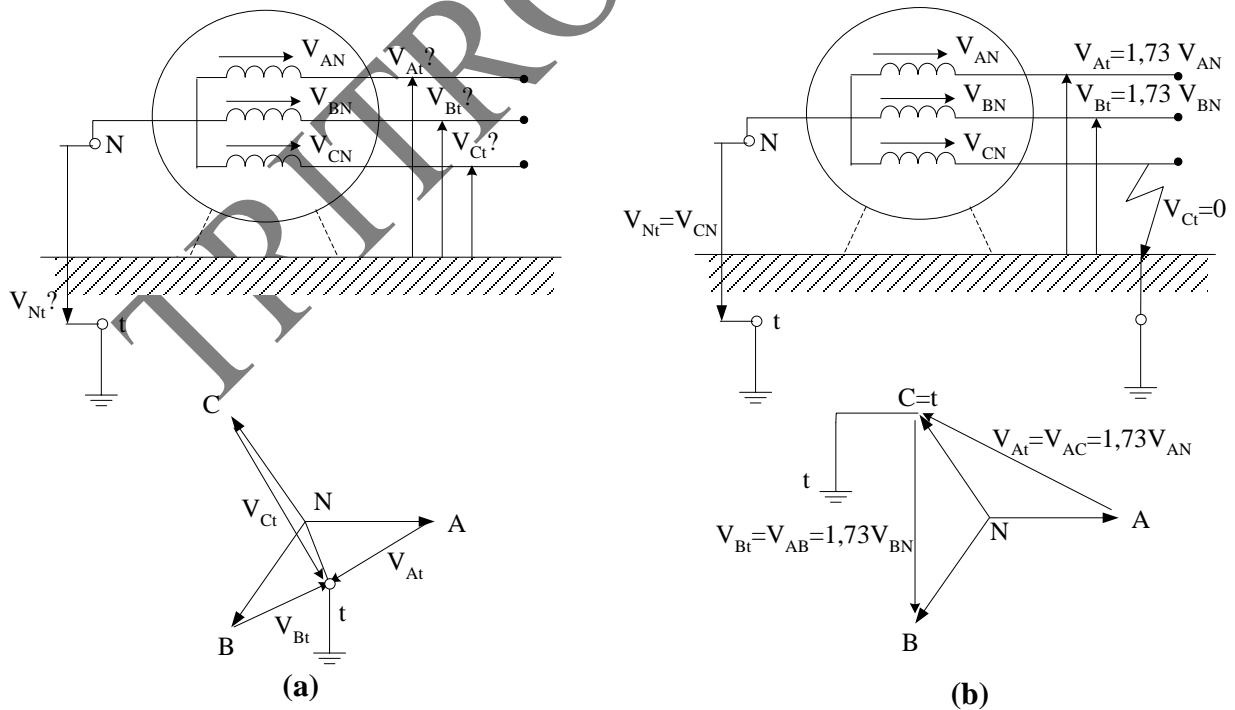 V_AN
V_At?
V_BN
V_Bt?
V_CN
V_Ct?
N
V_Nt?
t
C
N
V_Ct
A
V_At
B
V_Bt
t
(a)
V_AN
V_At=1,73 V_AN
V_BN
V_Bt=1,73 V_BN
V_CN
N
V_Nt=V_CN
V_Ct=0
t
C=t
V_At=V_AC=1,73V_AN
t
N
A
V_Bt=V_AB=1,73V_BN
B
(b)